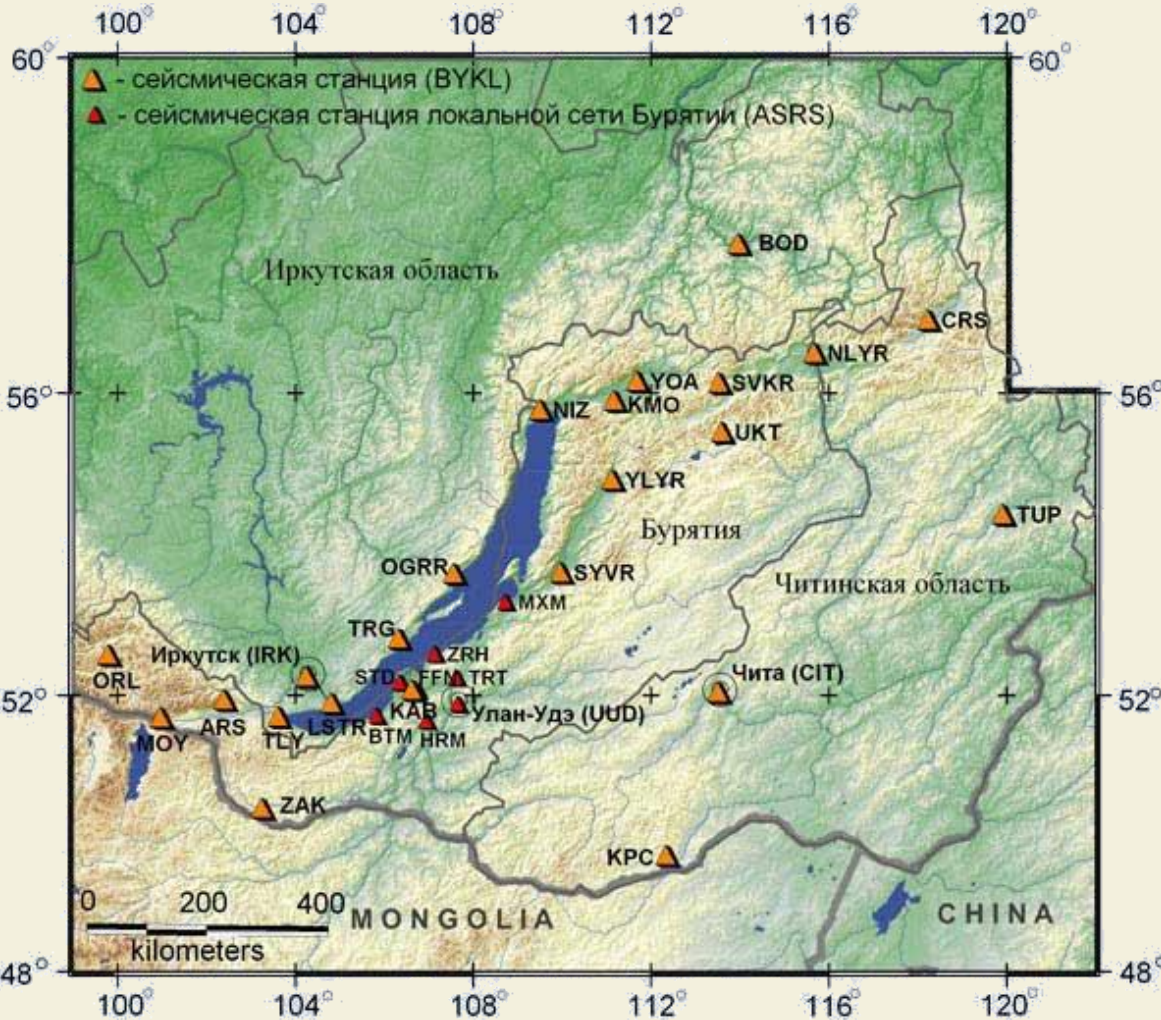 100° 104° 108° 112° 116° 120°
60° 60°
- сейсмическая станция (BYKL)
- сейсмическая станция локальной сети Бурятии (ASRS)
BOD
Иркутская область
CRS
NLYR
YOA SVKR
56° 56°
KMO
NIZ
UKT
YLYR
TUP
Бурятия
OGRR SYVR
Читинская область
MXM
TRG
Иркутск (IRK) ZRH
ORL STD FFN TRT Чита (CIT)
52° 52°
KAB Улан-Удэ (UUD)
ARS LSTR
MOY TLY BTM HRM
ZAK
KPC
0 200 400
MONGOLIA CHINA
kilometers
48° 48°
100° 104° 108° 112° 116° 120°